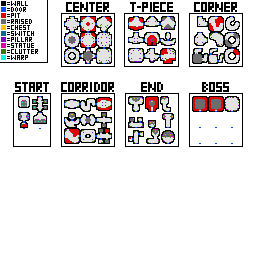 =WALL
=DOOR
=PIT
=RAISED
=CHEST
=SWITCH
=PILLAR
=STATUE
=CLUTTER
=WARP
CENTER T-PIECE CORNER
START CORRIDOR END BOSS